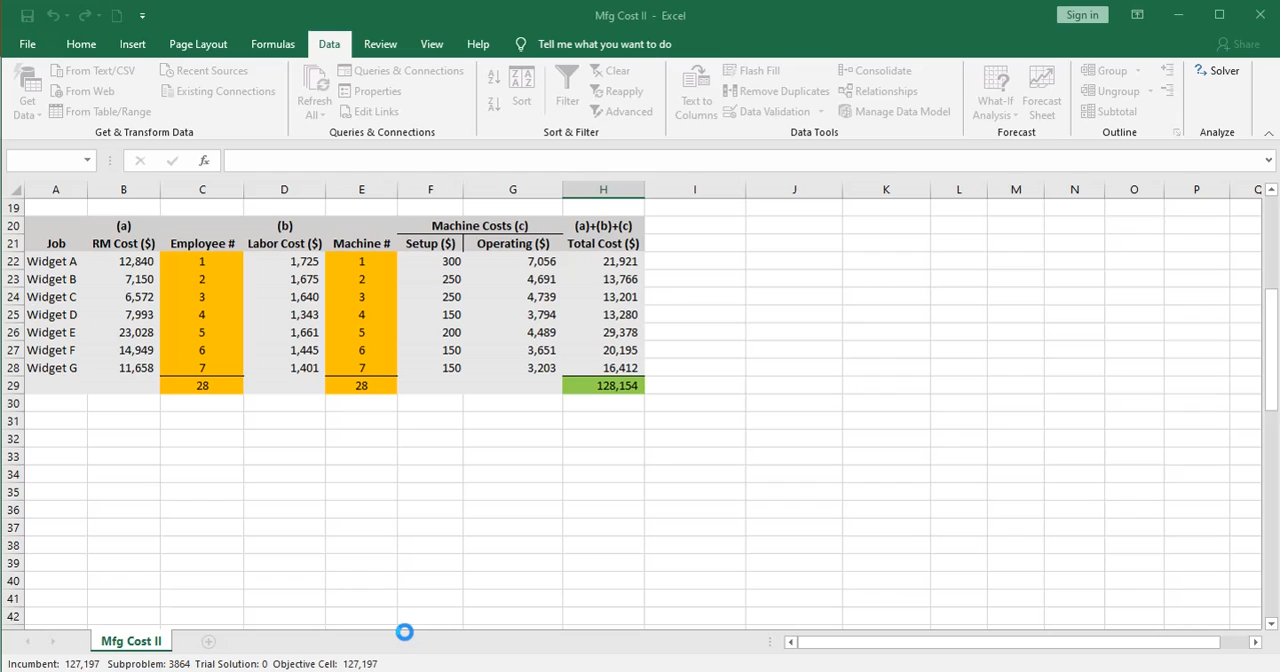 Mfg Cost II - Excel
Sign in
File Home Insert Page Layout Formulas Data Review View Help Tell me what you want to do Share
Get Data
From Text/CSV
From Web
From Table/Range
Recent Sources
Existing Connections
Get & Transform Data
Refresh All
Queries & Connections
Properties
Edit Links
Queries & Connections
Sort
Filter
Clear
Reapply
Advanced
Sort & Filter
Text to Columns
Flash Fill
Remove Duplicates
Data Validation
Consolidate
Relationships
Manage Data Model
Data Tools
What-If Analysis
Forecast Sheet
Forecast
Group
Ungroup
Subtotal
Outline
Solver
Analyze
fx
A B C D E F G H I J K L M N O P Q
19
20 (a) (b) Machine Costs (c) (a)+(b)+(c)
21 Job RM Cost ($) Employee # Labor Cost ($) Machine # Setup ($) Operating ($) Total Cost ($)
22 Widget A 12,840 1 1,725 1 300 7,056 21,921
23 Widget B 7,150 2 1,675 2 250 4,691 13,766
24 Widget C 6,572 3 1,640 3 250 4,739 13,201
25 Widget D 7,993 4 1,343 4 150 3,794 13,280
26 Widget E 23,028 5 1,661 5 200 4,489 29,378
27 Widget F 14,949 6 1,445 6 150 3,651 20,195
28 Widget G 11,658 7 1,401 7 150 3,203 16,412
29 28 28 128,154
30
31
32
33
34
35
36
37
38
39
40
41
42
Mfg Cost II
Incumbent: 127,197 Subproblem: 3864 Trial Solution: 0 Objective Cell: 127,197